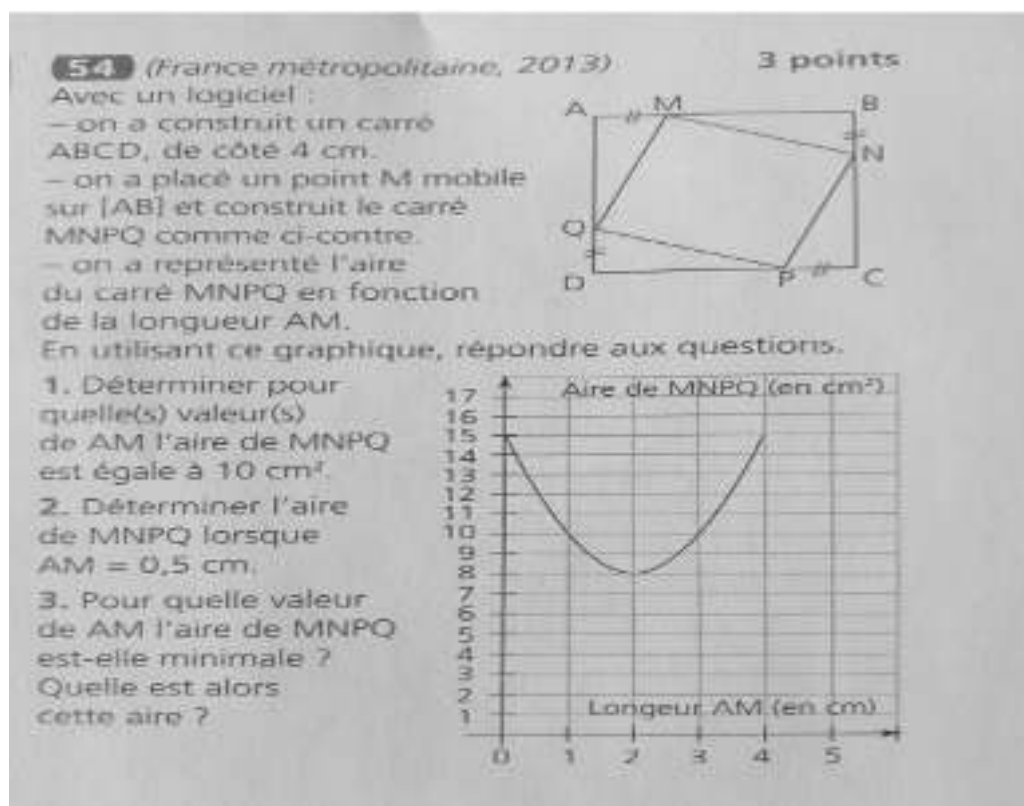 54 (France métropolitaine, 2013) 3 points
Avec un logiciel :
– on a construit un carré
ABCD, de côté 4 cm.
– on a placé un point M mobile
sur [AB] et construit le carré
MNPQ comme ci-contre.
– on a représenté l'aire
du carré MNPQ en fonction
de la longueur AM.
A M B
N
Q
D P C
En utilisant ce graphique, répondre aux questions.
1. Déterminer pour
quelle(s) valeur(s)
de AM l'aire de MNPQ
est égale à 10 cm².
2. Déterminer l'aire
de MNPQ lorsque
AM = 0,5 cm.
3. Pour quelle valeur
de AM l'aire de MNPQ
est-elle minimale ?
Quelle est alors
cette aire ?
Aire de MNPQ (en cm²)
17
16
15
14
13
12
11
10
9
8
7
6
5
4
3
2
1
Longeur AM (en cm)
0 1 2 3 4 5